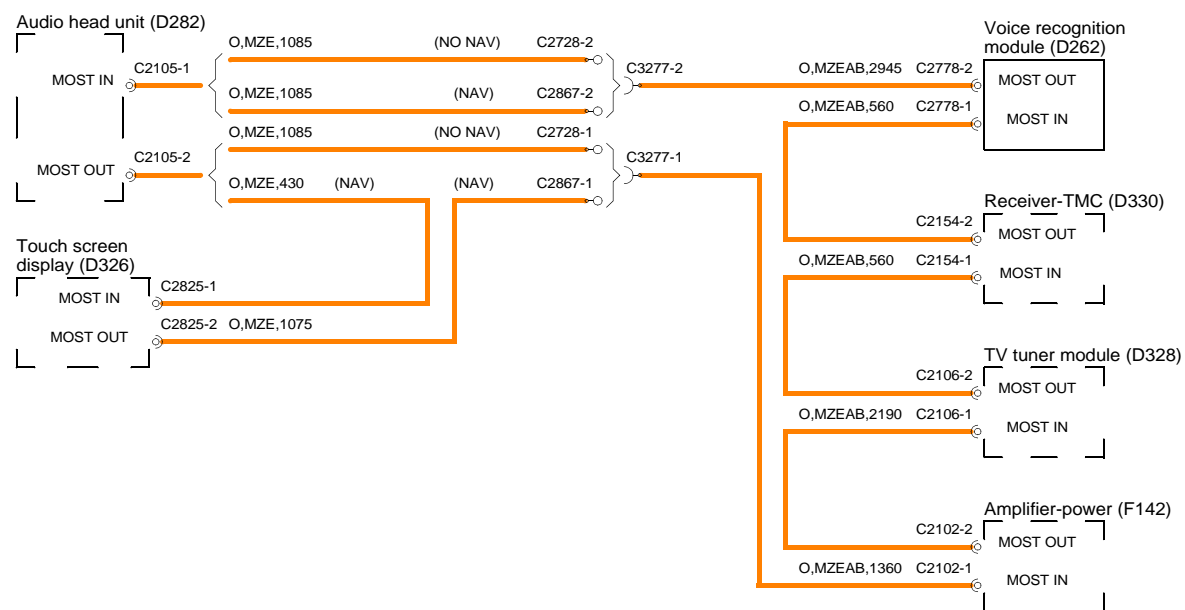 Audio head unit (D282)
MOST IN
C2105-1
O,MZE,1085 (NO NAV) C2728-2
O,MZE,1085 (NAV) C2867-2
C3277-2
O,MZEAB,2945 C2778-2
Voice recognition
module (D262)
MOST OUT
O,MZEAB,560 C2778-1
MOST IN
MOST OUT
C2105-2
O,MZE,1085 (NO NAV) C2728-1
O,MZE,430 (NAV) (NAV) C2867-1
C3277-1
Receiver-TMC (D330)
C2154-2
MOST OUT
O,MZEAB,560 C2154-1
MOST IN
Touch screen
display (D326)
MOST IN
C2825-1
MOST OUT
C2825-2 O,MZE,1075
TV tuner module (D328)
C2106-2
MOST OUT
O,MZEAB,2190 C2106-1
MOST IN
Amplifier-power (F142)
C2102-2
MOST OUT
O,MZEAB,1360 C2102-1
MOST IN